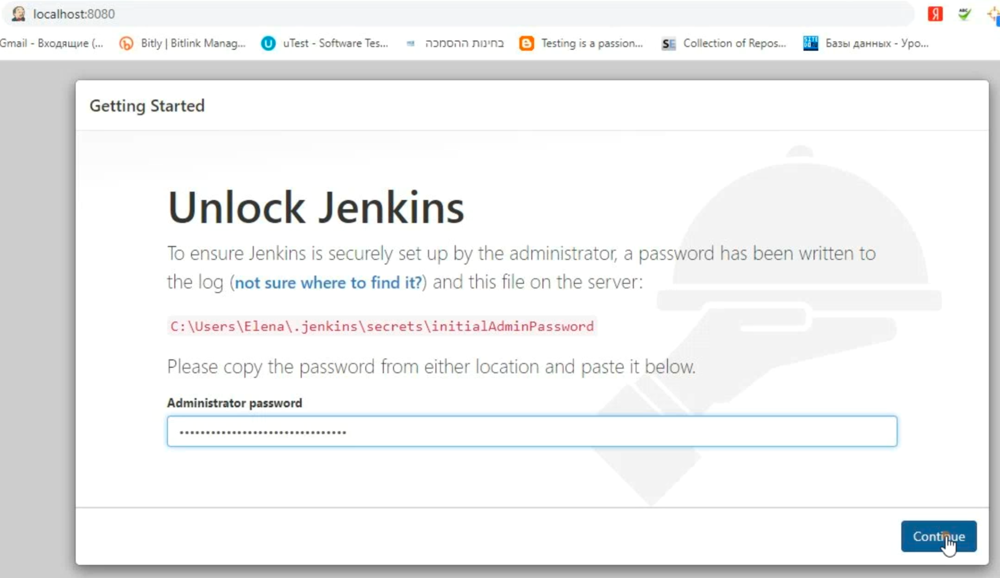 localhost:8080
Gmail - Входящие (... Bitly | Bitlink Manag... uTest - Software Tes... בחינות ההסמכה Testing is a passion... SE Collection of Repos... Базы данных - Уро...
Getting Started
Unlock Jenkins
To ensure Jenkins is securely set up by the administrator, a password has been written to
the log (not sure where to find it?) and this file on the server:
C:\Users\Elena\.jenkins\secrets\initialAdminPassword
Please copy the password from either location and paste it below.
Administrator password
••••••••••••••••••••••••••••••••
Continue